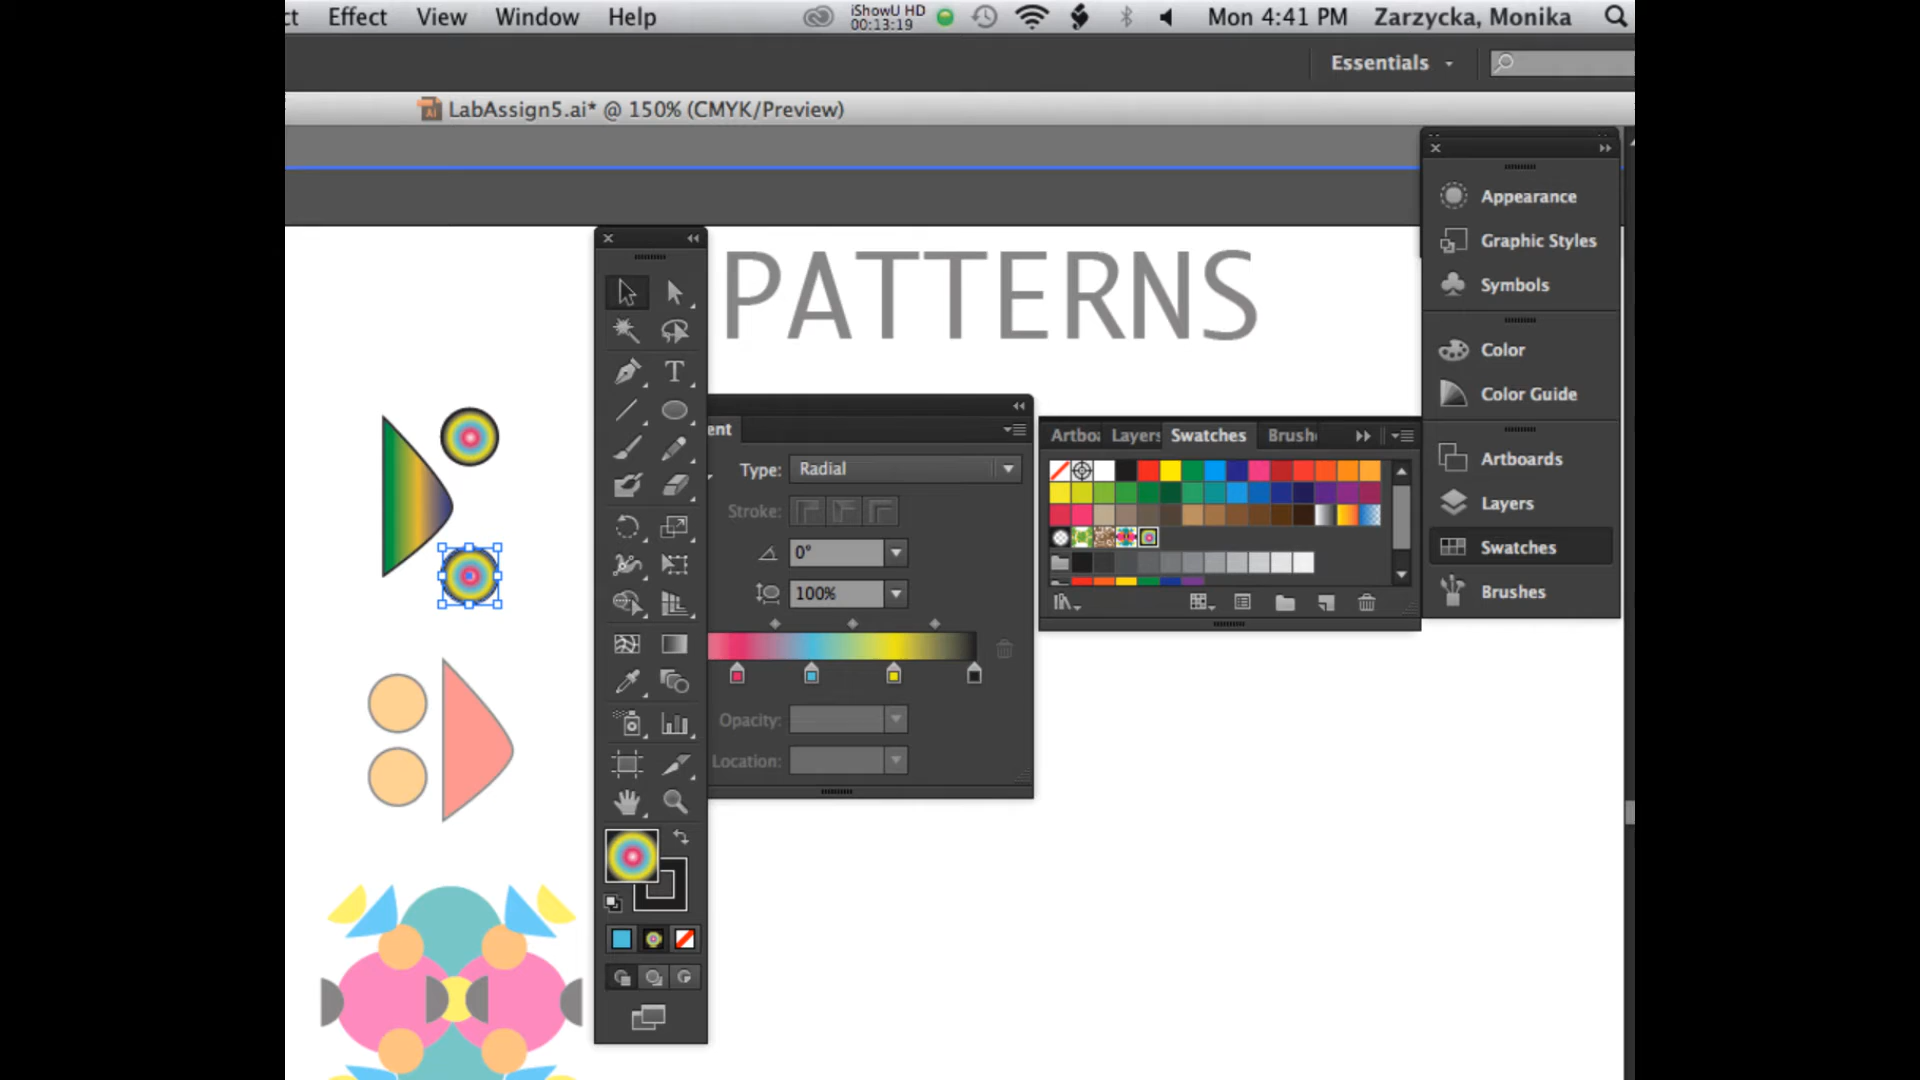 ct Effect View Window Help iShowU HD 00:13:19 Mon 4:41 PM Zarzycka, Monika
Essentials
LabAssign5.ai* @ 150% (CMYK/Preview)
PATTERNS
Appearance
Graphic Styles
Symbols
Color
Color Guide
Artboards
Layers
Swatches
Brushes
ent
Type: Radial
Stroke:
0°
100%
Opacity:
Location:
Artboa Layers Swatches Brush